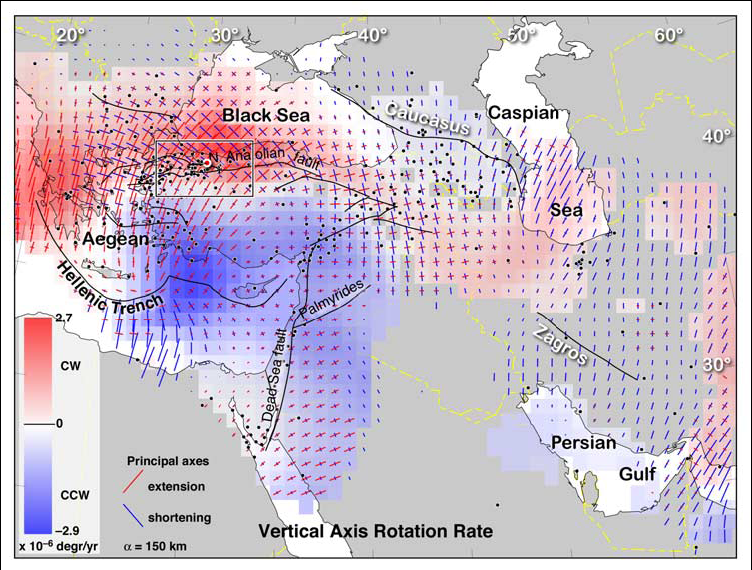 20° 30° 40° 50° 60°
Black Sea
Caucasus
Caspian
40°
N. Anatolian fault
Sea
Aegean
Hellenic Trench
Palmyrides
2.7
Zagros
30°
CW
Dead Sea fault
0
Persian
Principal axes
Gulf
extension
CCW
shortening
-2.9
Vertical Axis Rotation Rate
x 10⁻⁶ degr/yr
α = 150 km